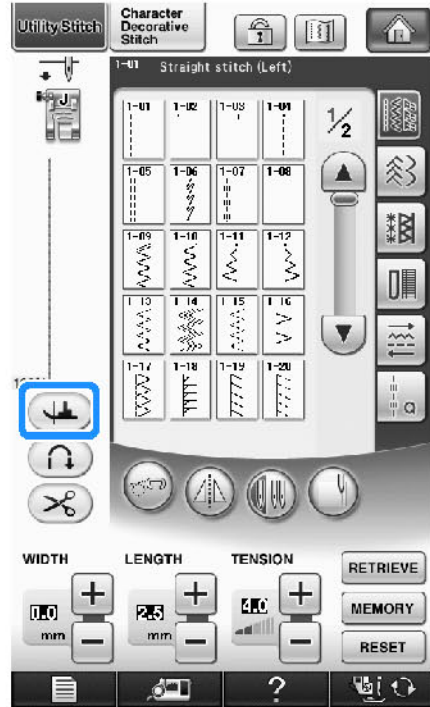 Utility Stitch
Character
Decorative
Stitch
1-01 Straight stitch (Left)
J
1-01 1-02 1-03 1-04
1/2
1-05 1-06 1-07 1-08
1-09 1-10 1-11 1-12
1-13 1-14 1-15 1-16
1-17 1-18 1-19 1-20
a
WIDTH LENGTH TENSION
RETRIEVE
0.0 + 2.5 + 4.0 +
MEMORY
mm - mm - -
RESET
?